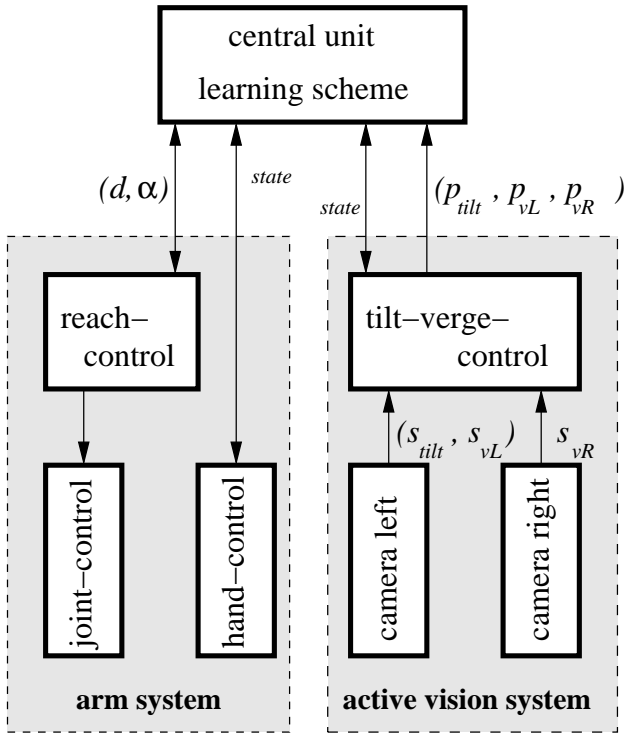 central unit
learning scheme
(d, α)
state
state
(p_tilt , p_vL , p_vR )
reach–
control
tilt–verge–
control
(s_tilt , s_vL )
s_vR
joint–control
hand–control
camera left
camera right
arm system
active vision system